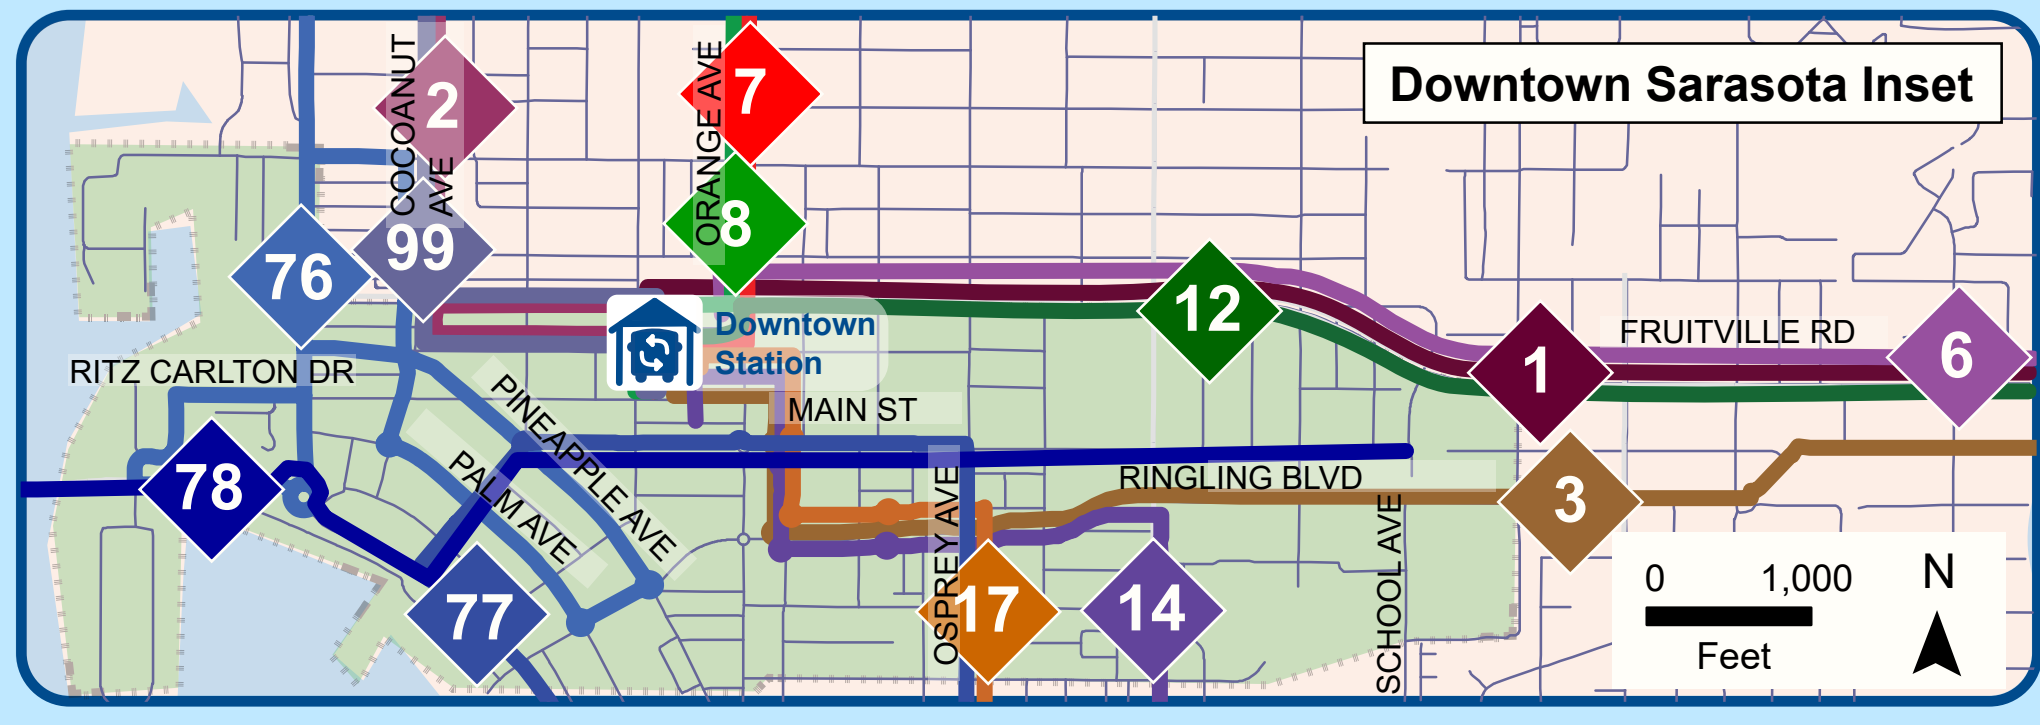 Downtown Sarasota Inset
COCOANUT
AVE
ORANGE AVE
2
7
8
99
76
12
1
6
FRUITVILLE RD
Downtown
Station
RITZ CARLTON DR
MAIN ST
PINEAPPLE AVE
PALM AVE
78
RINGLING BLVD
3
OSPREY AVE
SCHOOL AVE
77
17
14
0 1,000
Feet
N